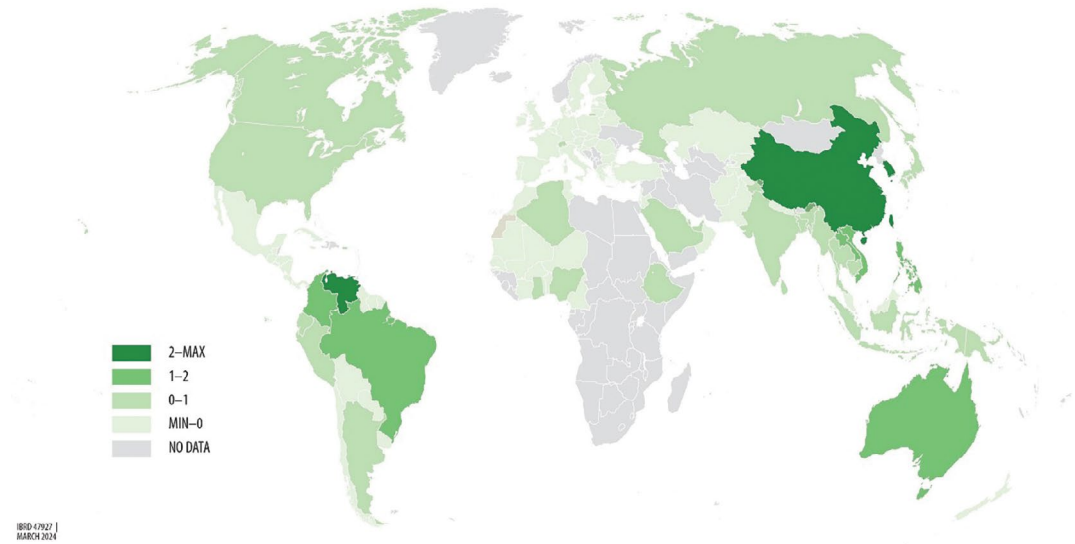 2–MAX
1–2
0–1
MIN–0
NO DATA
IBRD 47927 |
MARCH 2024